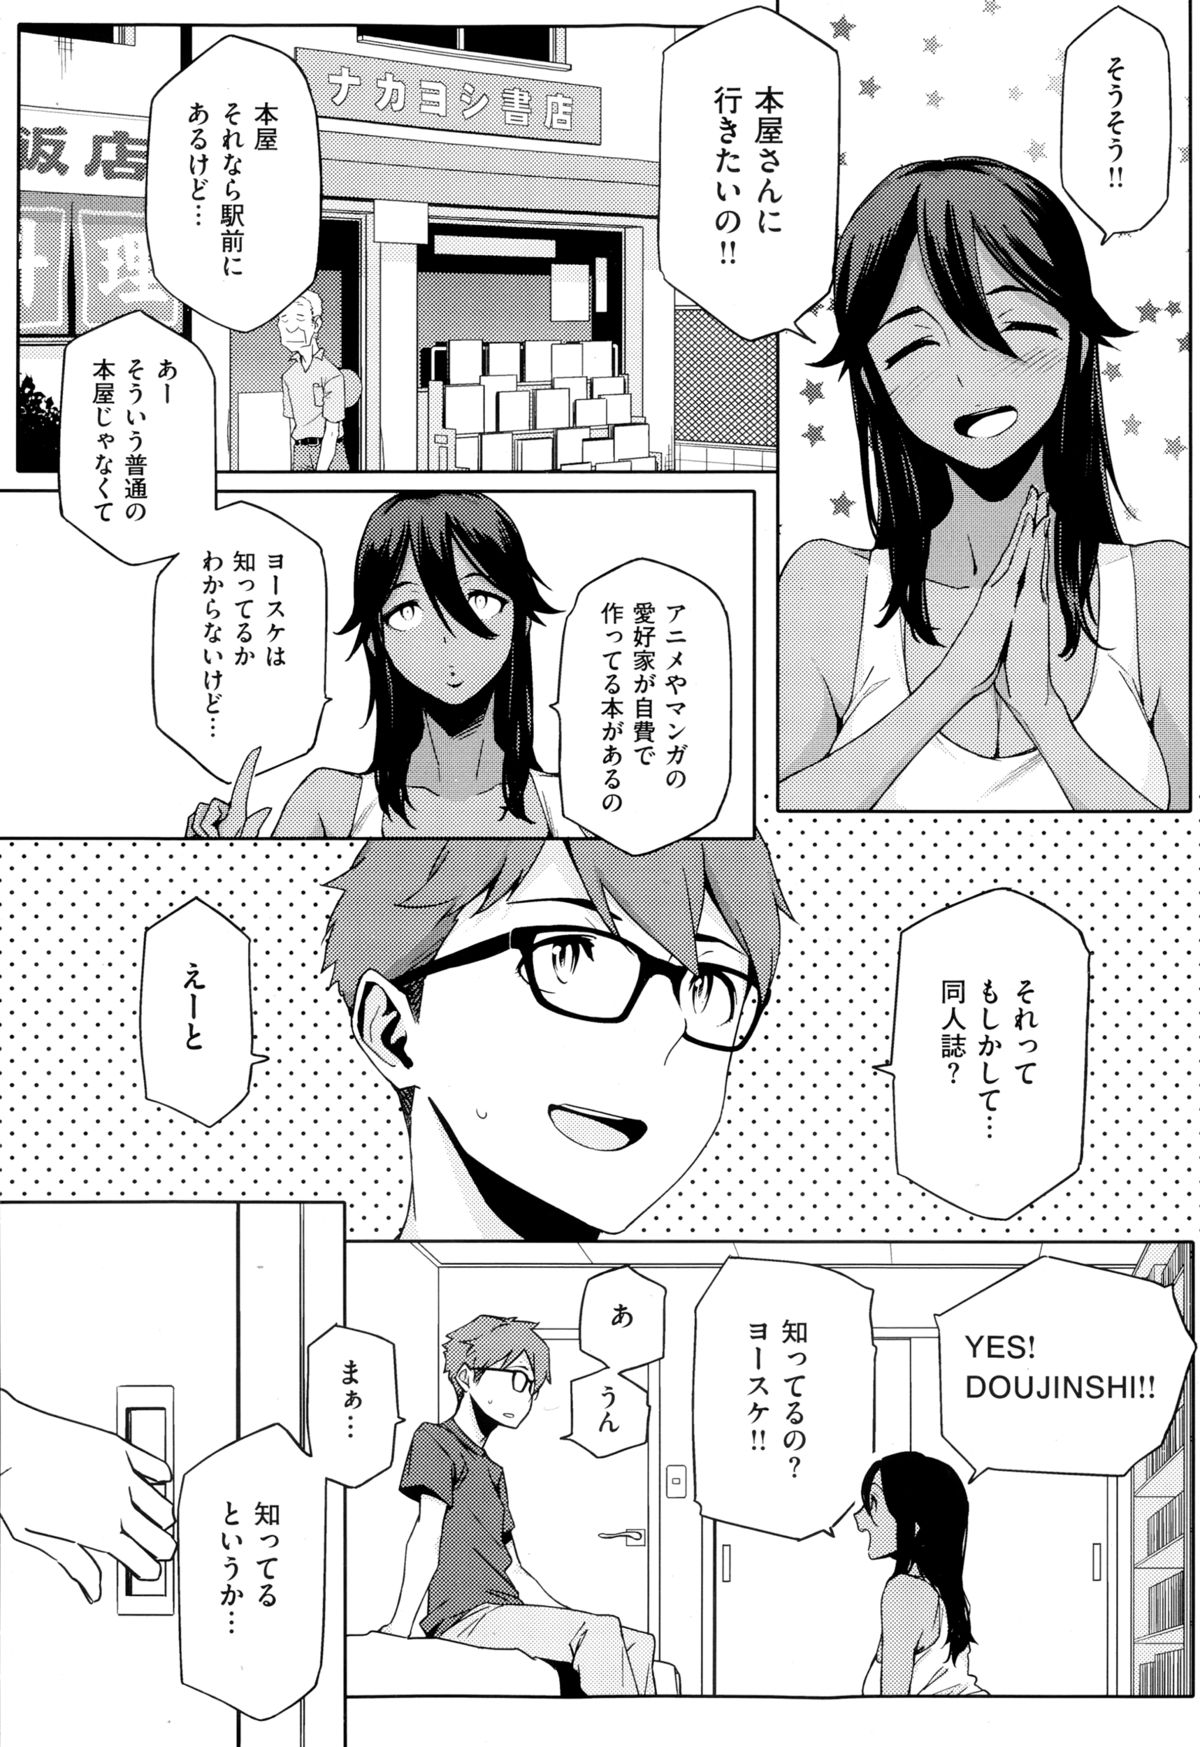 そうそう!!
本屋さんに
行きたいの!!
ナカヨシ書店
飯店
料
理
本屋
それなら駅前に
あるけど…
あー
そういう普通の
本屋じゃなくて
アニメやマンガの
愛好家が自費で
作ってる本があるの
ヨースケは
知ってるか
わからないけど…
それって
もしかして…
同人誌?
えーと
YES!
DOUJINSHI!!
知ってるの?
ヨースケ!!
あ
うん
まぁ…
知ってる
というか…